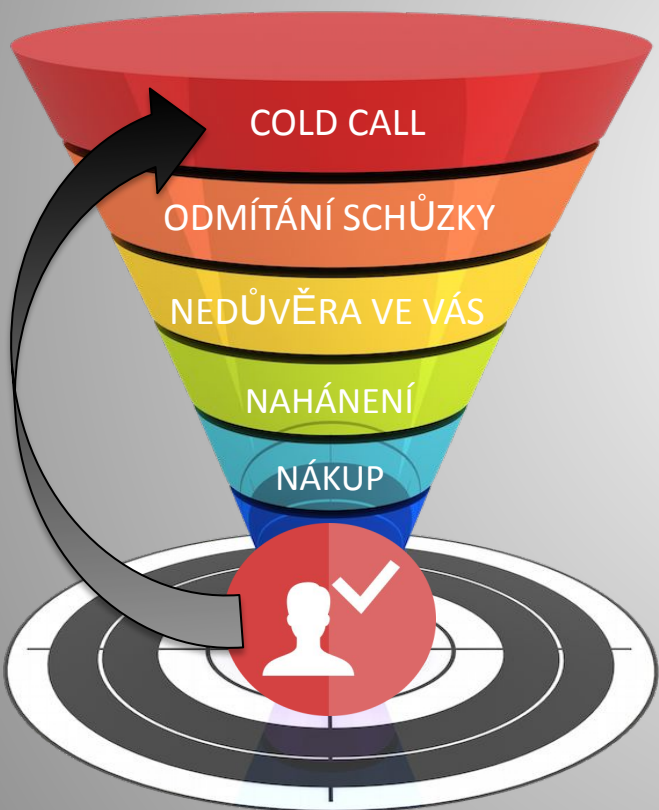 COLD CALL
ODMÍTÁNÍ SCHŮZKY
NEDŮVĚRA VE VÁS
NAHÁNENÍ
NÁKUP